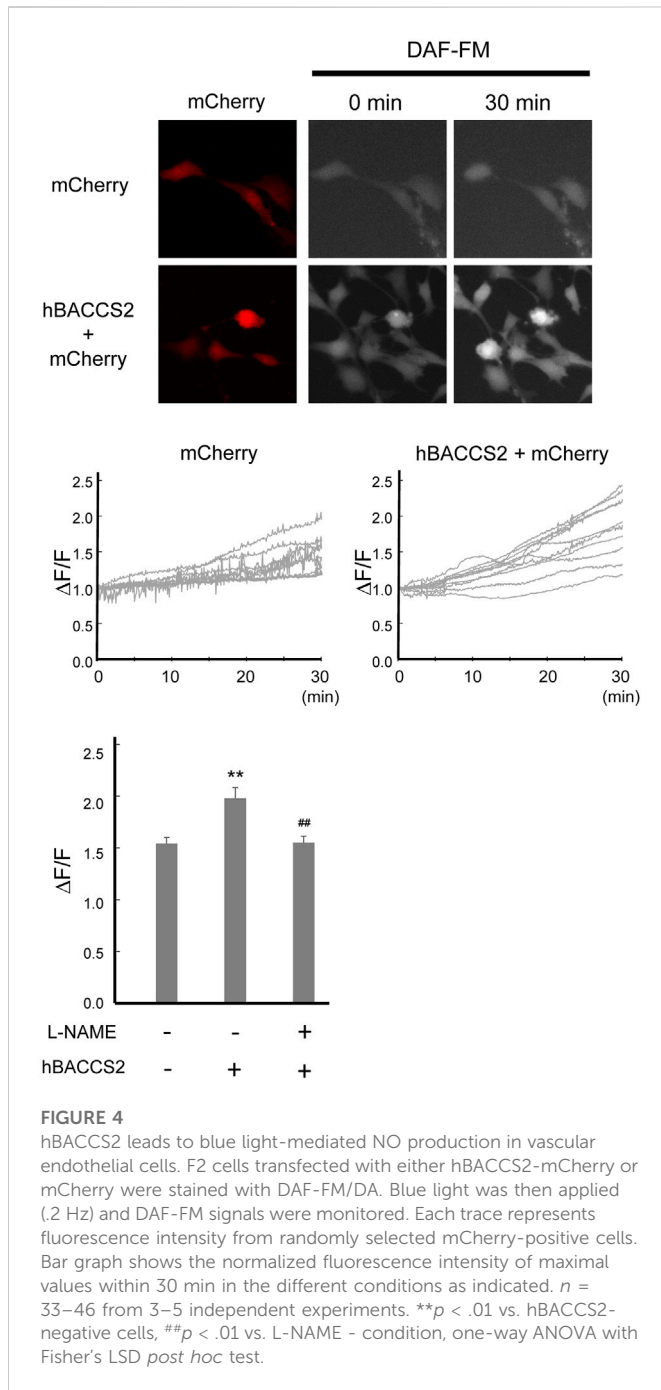 DAF-FM
mCherry 0 min 30 min
mCherry
hBACCS2
+
mCherry
mCherry
2.5
2.0
1.5
1.0
0.5
0.0
ΔF/F
0 10 20 30
(min)
hBACCS2 + mCherry
2.5
2.0
1.5
1.0
0.5
0.0
ΔF/F
0 10 20 30
(min)
2.5
2.0
1.5
1.0
0.5
0.0
ΔF/F
**
##
L-NAME - - +
hBACCS2 - + +
FIGURE 4
hBACCS2 leads to blue light-mediated NO production in vascular
endothelial cells. F2 cells transfected with either hBACCS2-mCherry or
mCherry were stained with DAF-FM/DA. Blue light was then applied
(.2 Hz) and DAF-FM signals were monitored. Each trace represents
fluorescence intensity from randomly selected mCherry-positive cells.
Bar graph shows the normalized fluorescence intensity of maximal
values within 30 min in the different conditions as indicated. n =
33–46 from 3–5 independent experiments. **p < .01 vs. hBACCS2-
negative cells, ##p < .01 vs. L-NAME - condition, one-way ANOVA with
Fisher's LSD post hoc test.